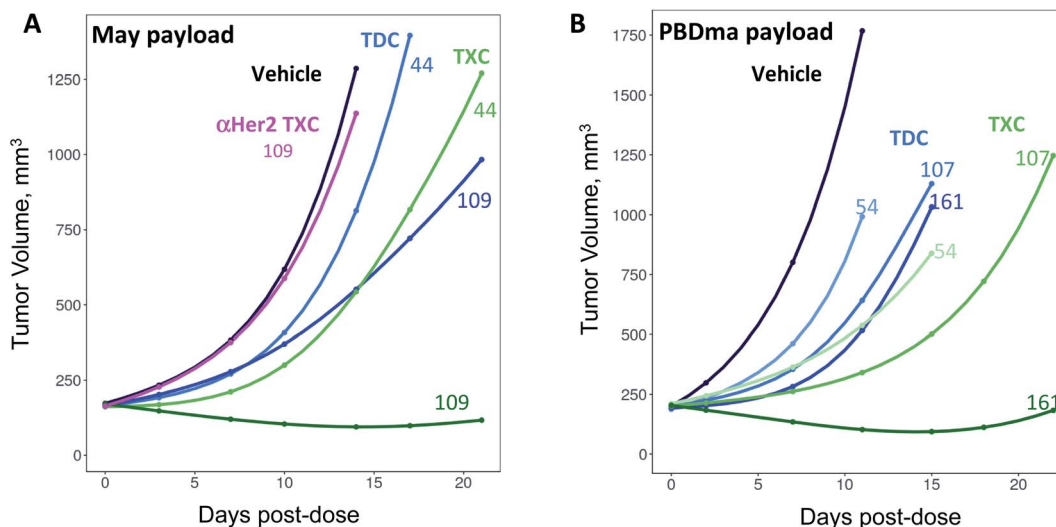 A
May payload
TDC
44
TXC
44
Vehicle
αHer2 TXC
109
109
109
Tumor Volume, mm³
1250
1000
750
500
250
0
0 5 10 15 20
Days post-dose
B
PBDma payload
Vehicle
TDC
107
161
54
TXC
107
54
161
Tumor Volume, mm³
1750
1500
1250
1000
750
500
250
0
0 5 10 15 20
Days post-dose